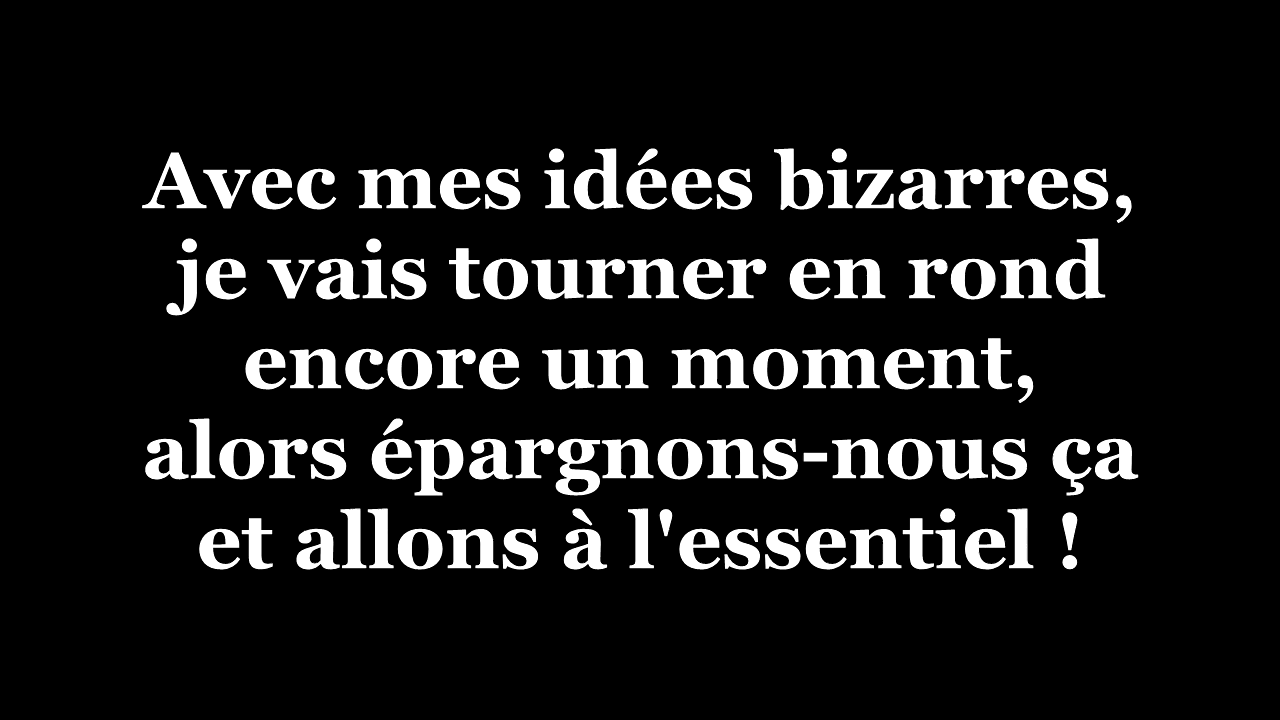 Avec mes idées bizarres,
je vais tourner en rond
encore un moment,
alors épargnons-nous ça
et allons à l'essentiel !